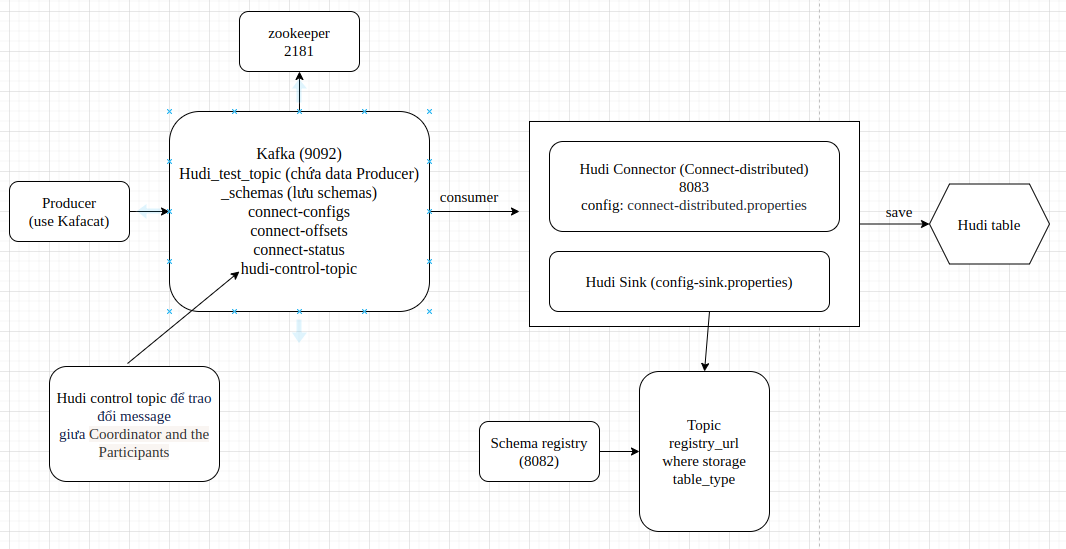 zookeeper
2181
Kafka (9092)
Hudi_test_topic (chứa data Producer)
_schemas (lưu schemas)
connect-configs
connect-offsets
connect-status
hudi-control-topic
Producer
(use Kafacat)
consumer
Hudi Connector (Connect-distributed)
8083
config: connect-distributed.properties
Hudi Sink (config-sink.properties)
save
Hudi table
Hudi control topic để trao
đổi message
giưa Coordinator and the
Participants
Schema registry
(8082)
Topic
registry_url
where storage
table_type